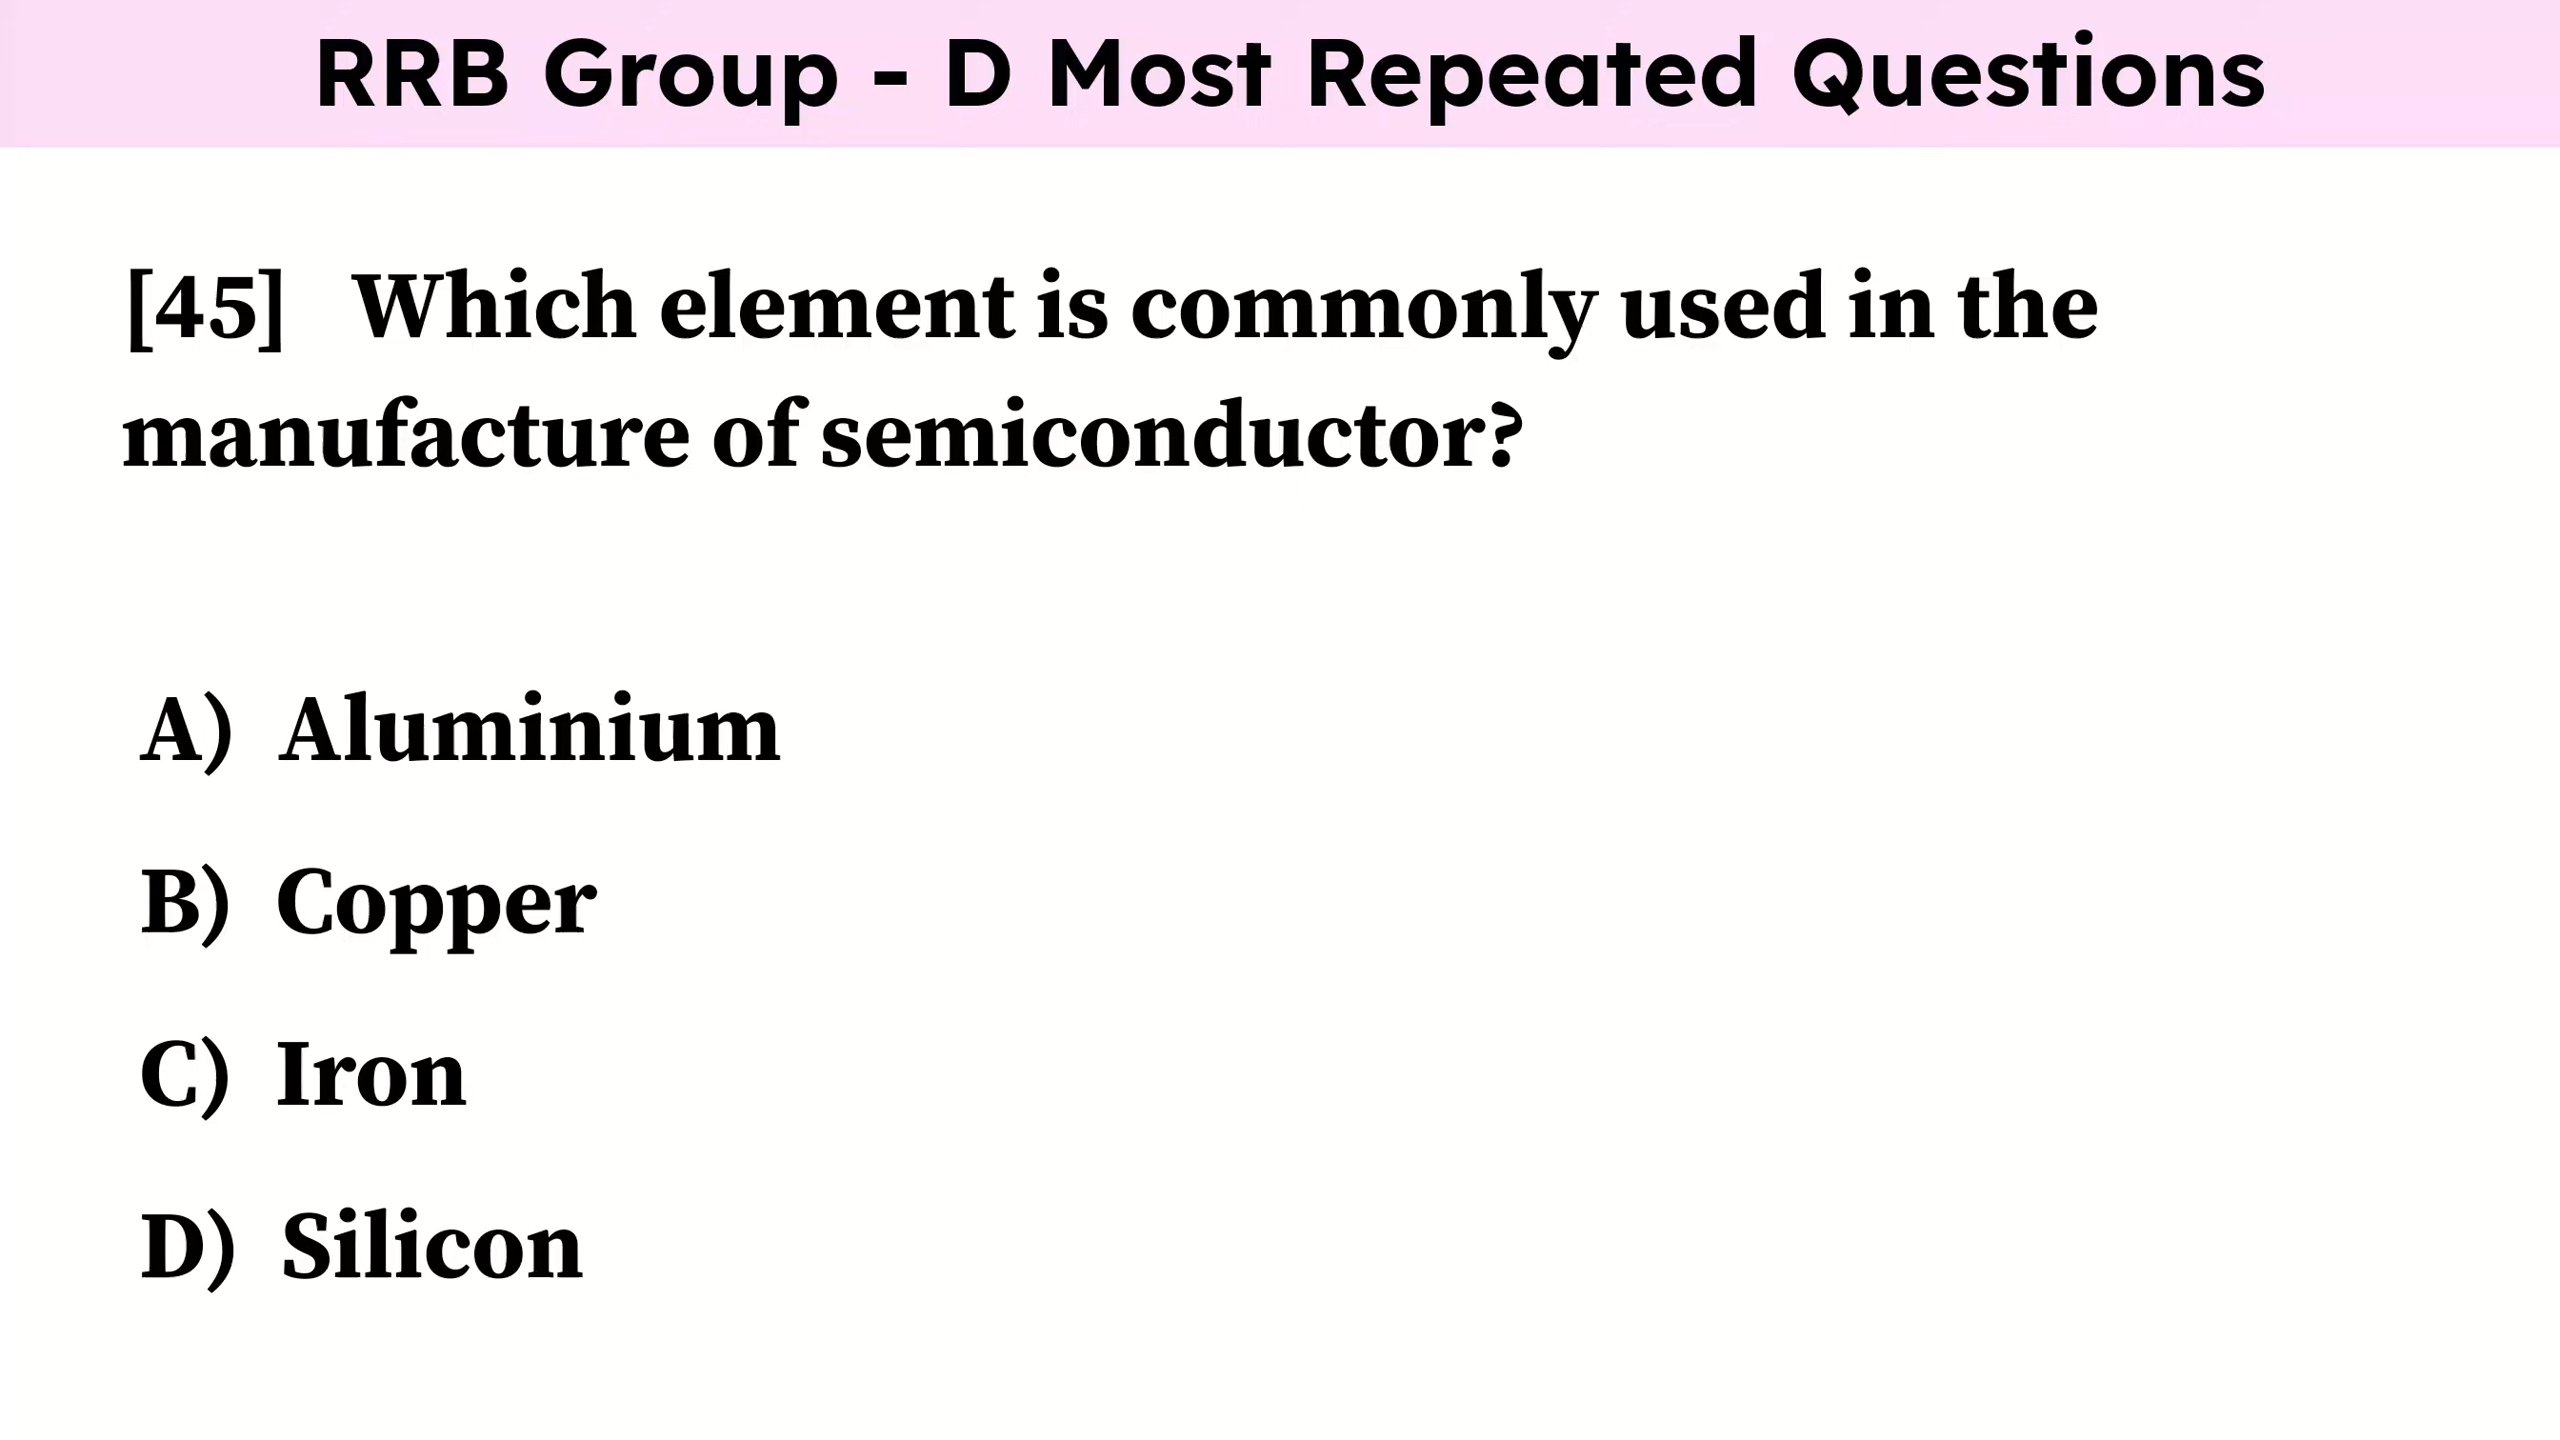 RRB Group - D Most Repeated Questions
[45] Which element is commonly used in the
manufacture of semiconductor?
A) Aluminium
B) Copper
C) Iron
D) Silicon